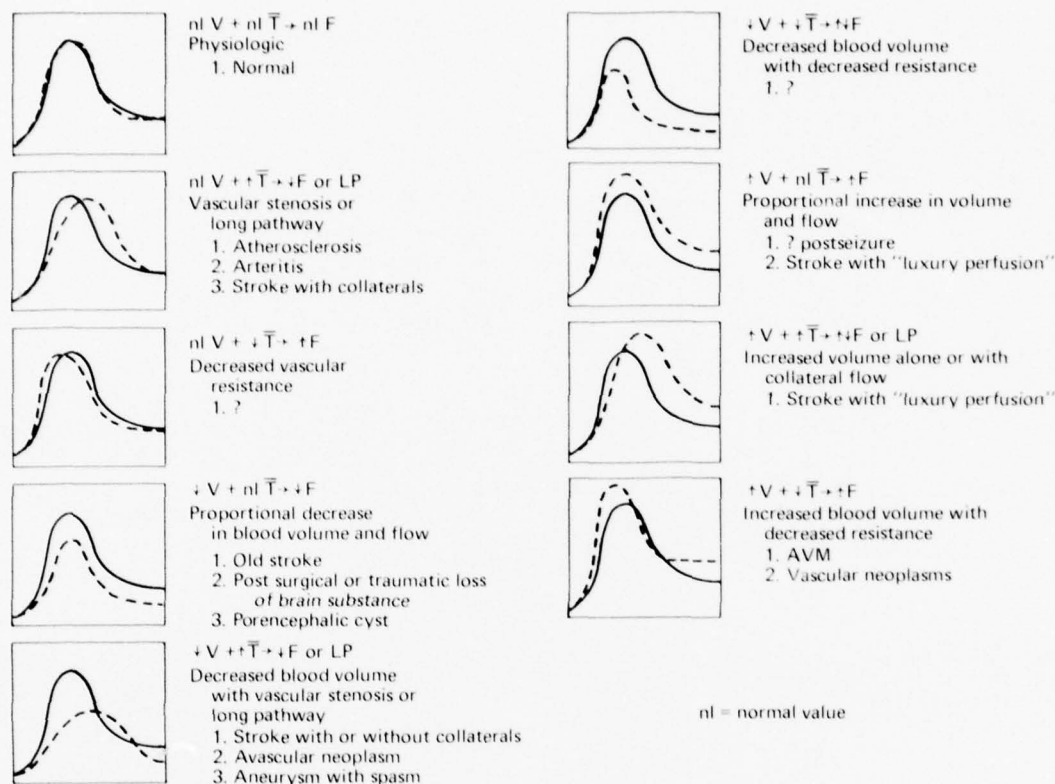 nl V + nl T̅ → nl F
Physiologic
1. Normal
nl V + ↑T̅ → ↓F or LP
Vascular stenosis or
long pathway
1. Atherosclerosis
2. Arteritis
3. Stroke with collaterals
nl V + ↓T̅ → ↑F
Decreased vascular
resistance
1. ?
↓V + nl T̅ → ↓F
Proportional decrease
in blood volume and flow
1. Old stroke
2. Post surgical or traumatic loss
of brain substance
3. Porencephalic cyst
↓V + ↑T̅ → ↓F or LP
Decreased blood volume
with vascular stenosis or
long pathway
1. Stroke with or without collaterals
2. Avascular neoplasm
3. Aneurysm with spasm
↓V + ↓T̅ → ↑↓F
Decreased blood volume
with decreased resistance
1. ?
↑V + nl T̅ → ↑F
Proportional increase in volume
and flow
1. ? postseizure
2. Stroke with "luxury perfusion"
↑V + ↑T̅ → ↑↓F or LP
Increased volume alone or with
collateral flow
1. Stroke with "luxury perfusion"
↑V + ↓T̅ → ↑F
Increased blood volume with
decreased resistance
1. AVM
2. Vascular neoplasms
nl = normal value